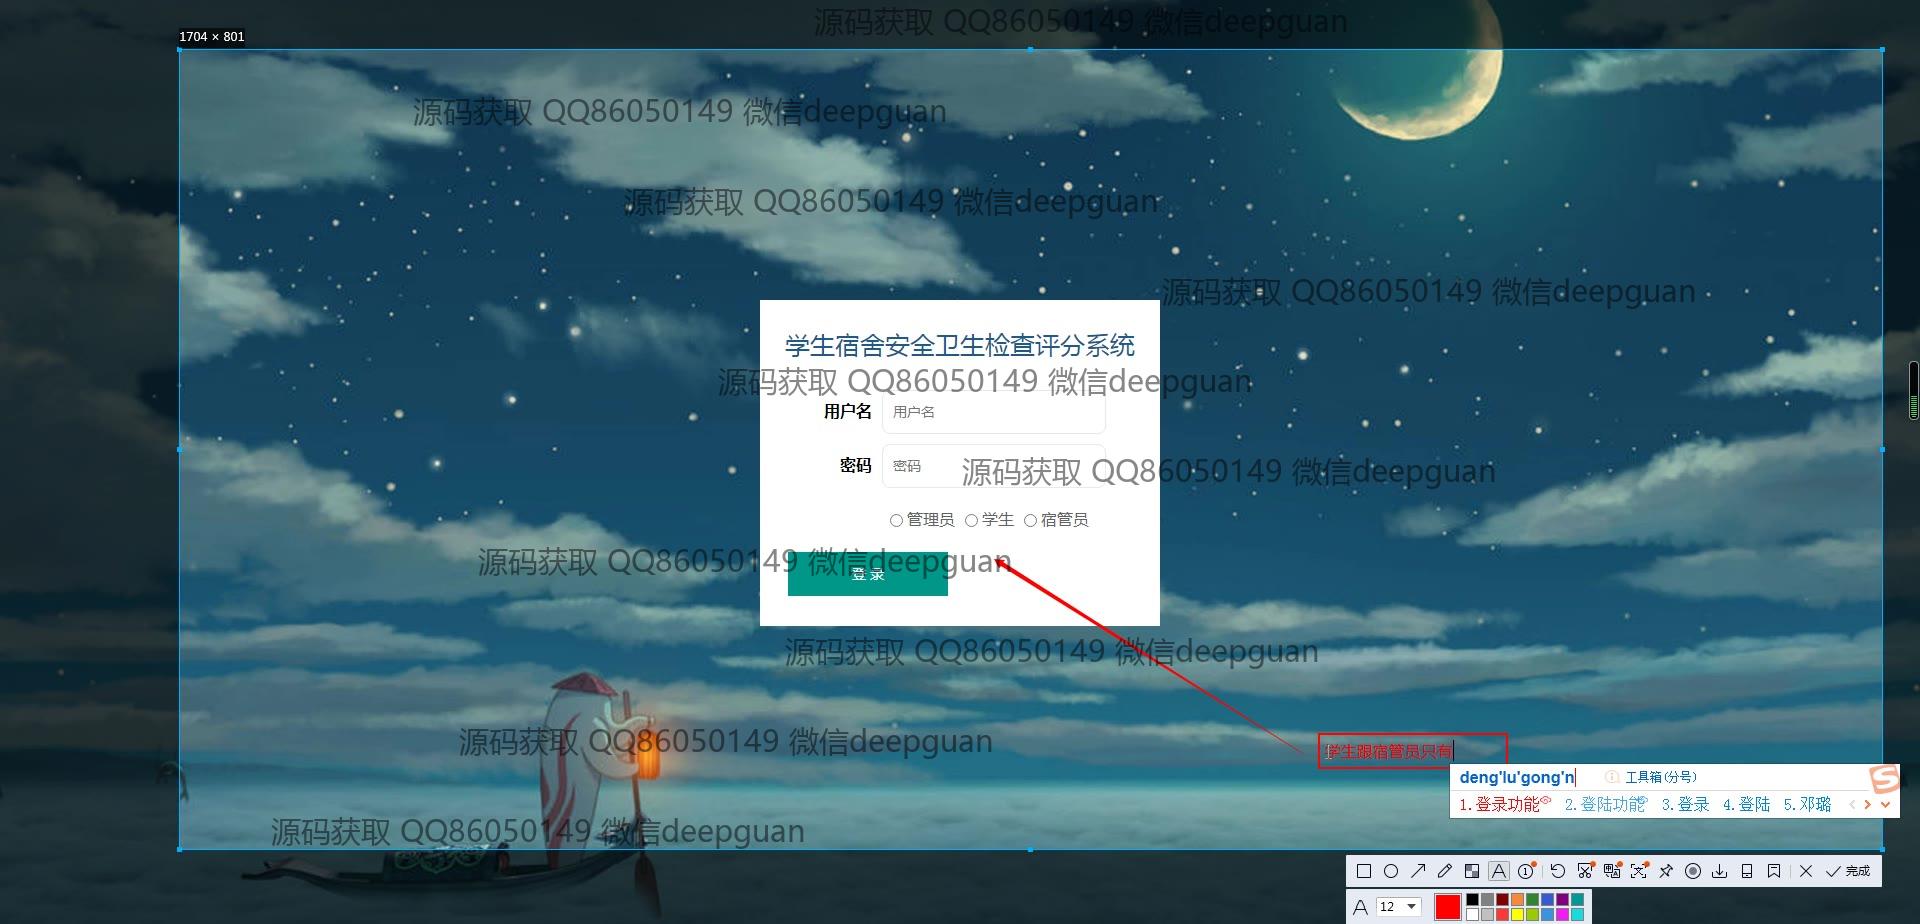 源码获取 QQ86050149 微信deepguan
1704 × 801
源码获取 QQ86050149 微信deepguan
源码获取 QQ86050149 微信deepguan
源码获取 QQ86050149 微信deepguan
学生宿舍安全卫生检查评分系统
源码获取 QQ86050149 微信deepguan
用户名 用户名
密码 密码
源码获取 QQ86050149 微信deepguan
管理员 学生 宿管员
源码获取 QQ86050149 微信deepguan
登录
源码获取 QQ86050149 微信deepguan
源码获取 QQ86050149 微信deepguan
学生跟宿管员只有
deng'lu'gong'n 工具箱(分号)
1.登录功能 2.登陆功能 3.登录 4.登陆 5.邓璐
源码获取 QQ86050149 微信deepguan
完成
A 12